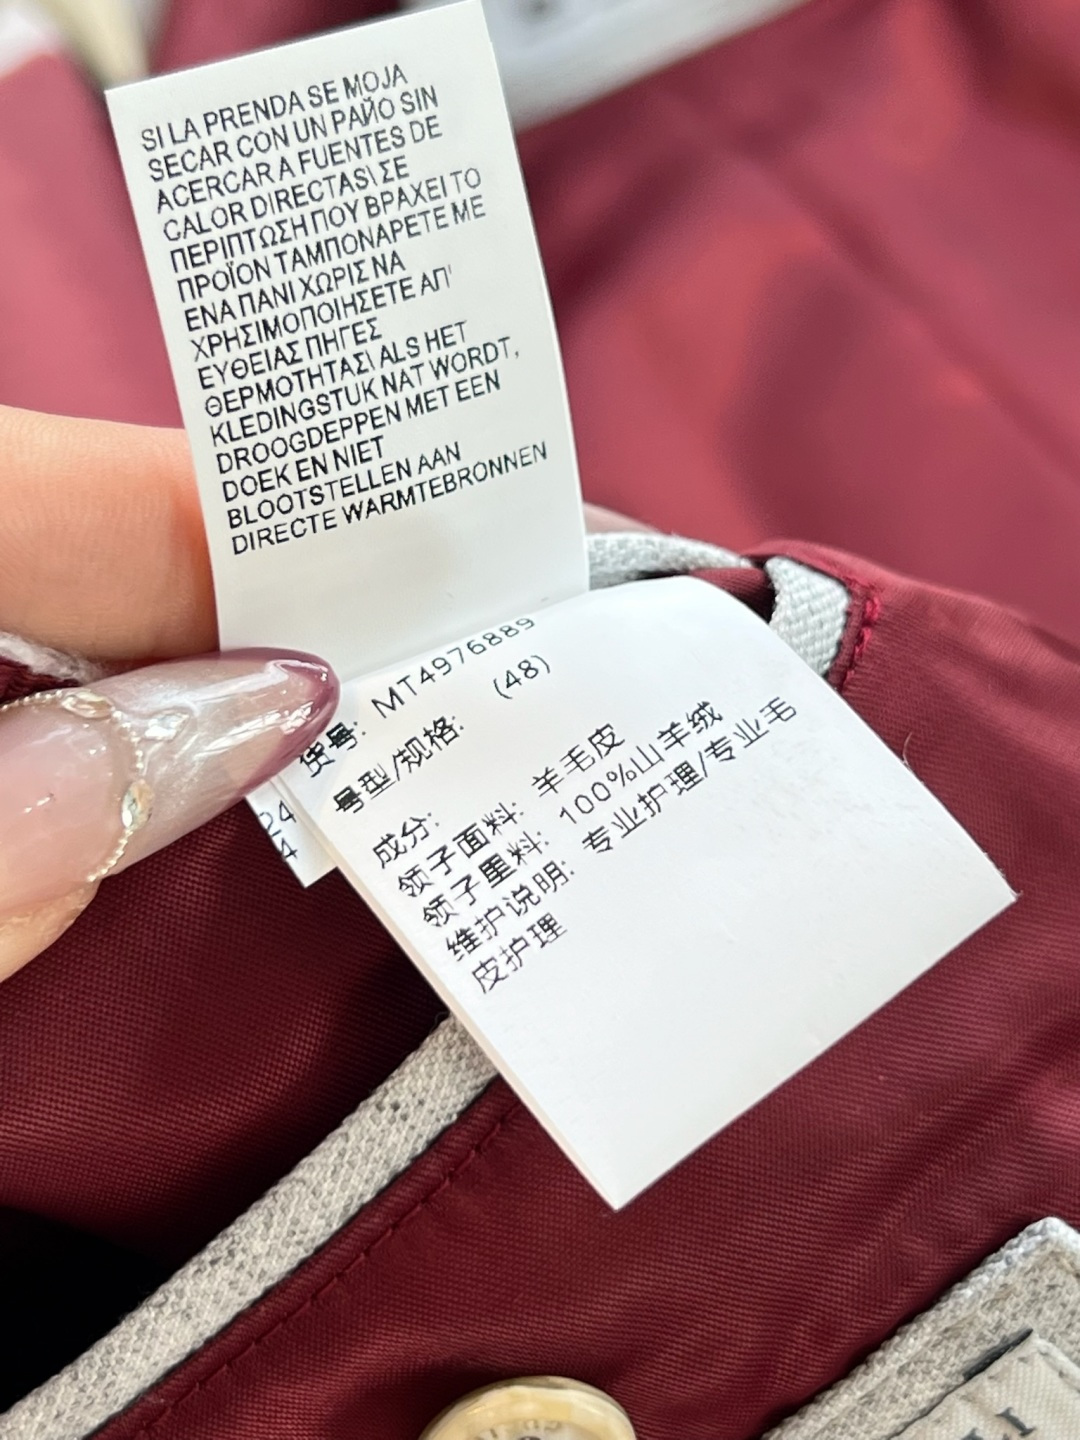 SI LA PRENDA SE MOJA
SECAR CON UN PAЙO SIN
ACERCAR A FUENTES DE
CALOR DIRECTAS\ ΣΕ
ΠΕΡΙΠΤΩΣΗ ΠΟΥ ΒΡΑΧΕΙ ΤΟ
ΠΡΟΪΟΝ ΤΑΜΠΟΝΑΡΕΤΕ ΜΕ
ΕΝΑ ΠΑΝΙ ΧΩΡΙΣ ΝΑ
ΧΡΗΣΙΜΟΠΟΙΗΣΕΤΕ ΑΠ'
ΕΥΘΕΙΑΣ ΠΗΓΕΣ
ΘΕΡΜΟΤΗΤΑΣ\ ALS HET
KLEDINGSTUK NAT WORDT,
DROOGDEPPEN MET EEN
DOEK EN NIET
BLOOTSTELLEN AAN
DIRECTE WARMTEBRONNEN
货号: MT4976889
号型/规格: (48)
成分:
领子面料: 羊毛皮
领子里料: 100%山羊绒
维护说明: 专业护理/专业毛
皮护理
24